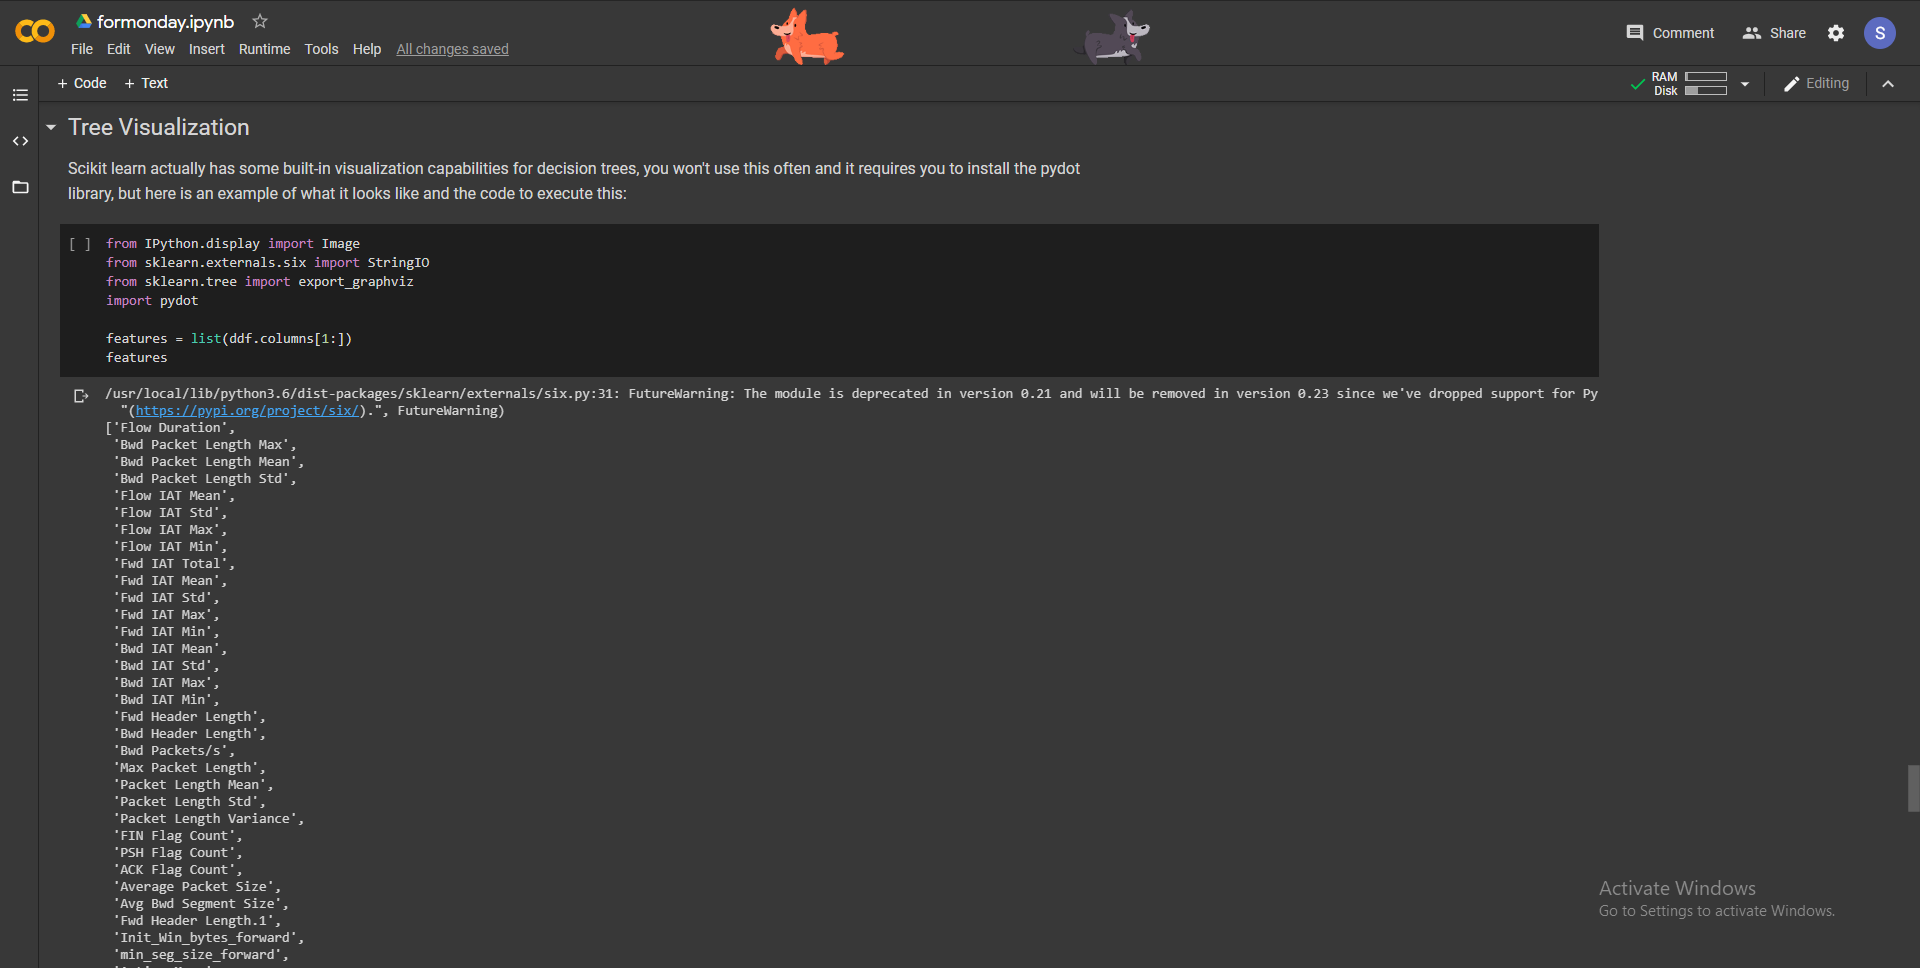 formonday.ipynb
File Edit View Insert Runtime Tools Help All changes saved
Comment Share S
+ Code + Text
RAM
Disk
Editing
Tree Visualization
Scikit learn actually has some built-in visualization capabilities for decision trees, you won't use this often and it requires you to install the pydot
library, but here is an example of what it looks like and the code to execute this:
[ ] from IPython.display import Image
from sklearn.externals.six import StringIO
from sklearn.tree import export_graphviz
import pydot
features = list(ddf.columns[1:])
features
/usr/local/lib/python3.6/dist-packages/sklearn/externals/six.py:31: FutureWarning: The module is deprecated in version 0.21 and will be removed in version 0.23 since we've dropped support for Py
"(https://pypi.org/project/six/).", FutureWarning)
['Flow Duration',
'Bwd Packet Length Max',
'Bwd Packet Length Mean',
'Bwd Packet Length Std',
'Flow IAT Mean',
'Flow IAT Std',
'Flow IAT Max',
'Flow IAT Min',
'Fwd IAT Total',
'Fwd IAT Mean',
'Fwd IAT Std',
'Fwd IAT Max',
'Fwd IAT Min',
'Bwd IAT Mean',
'Bwd IAT Std',
'Bwd IAT Max',
'Bwd IAT Min',
'Fwd Header Length',
'Bwd Header Length',
'Bwd Packets/s',
'Max Packet Length',
'Packet Length Mean',
'Packet Length Std',
'Packet Length Variance',
'FIN Flag Count',
'PSH Flag Count',
'ACK Flag Count',
'Average Packet Size',
'Avg Bwd Segment Size',
'Fwd Header Length.1',
'Init_Win_bytes_forward',
'min_seg_size_forward',
Activate Windows
Go to Settings to activate Windows.